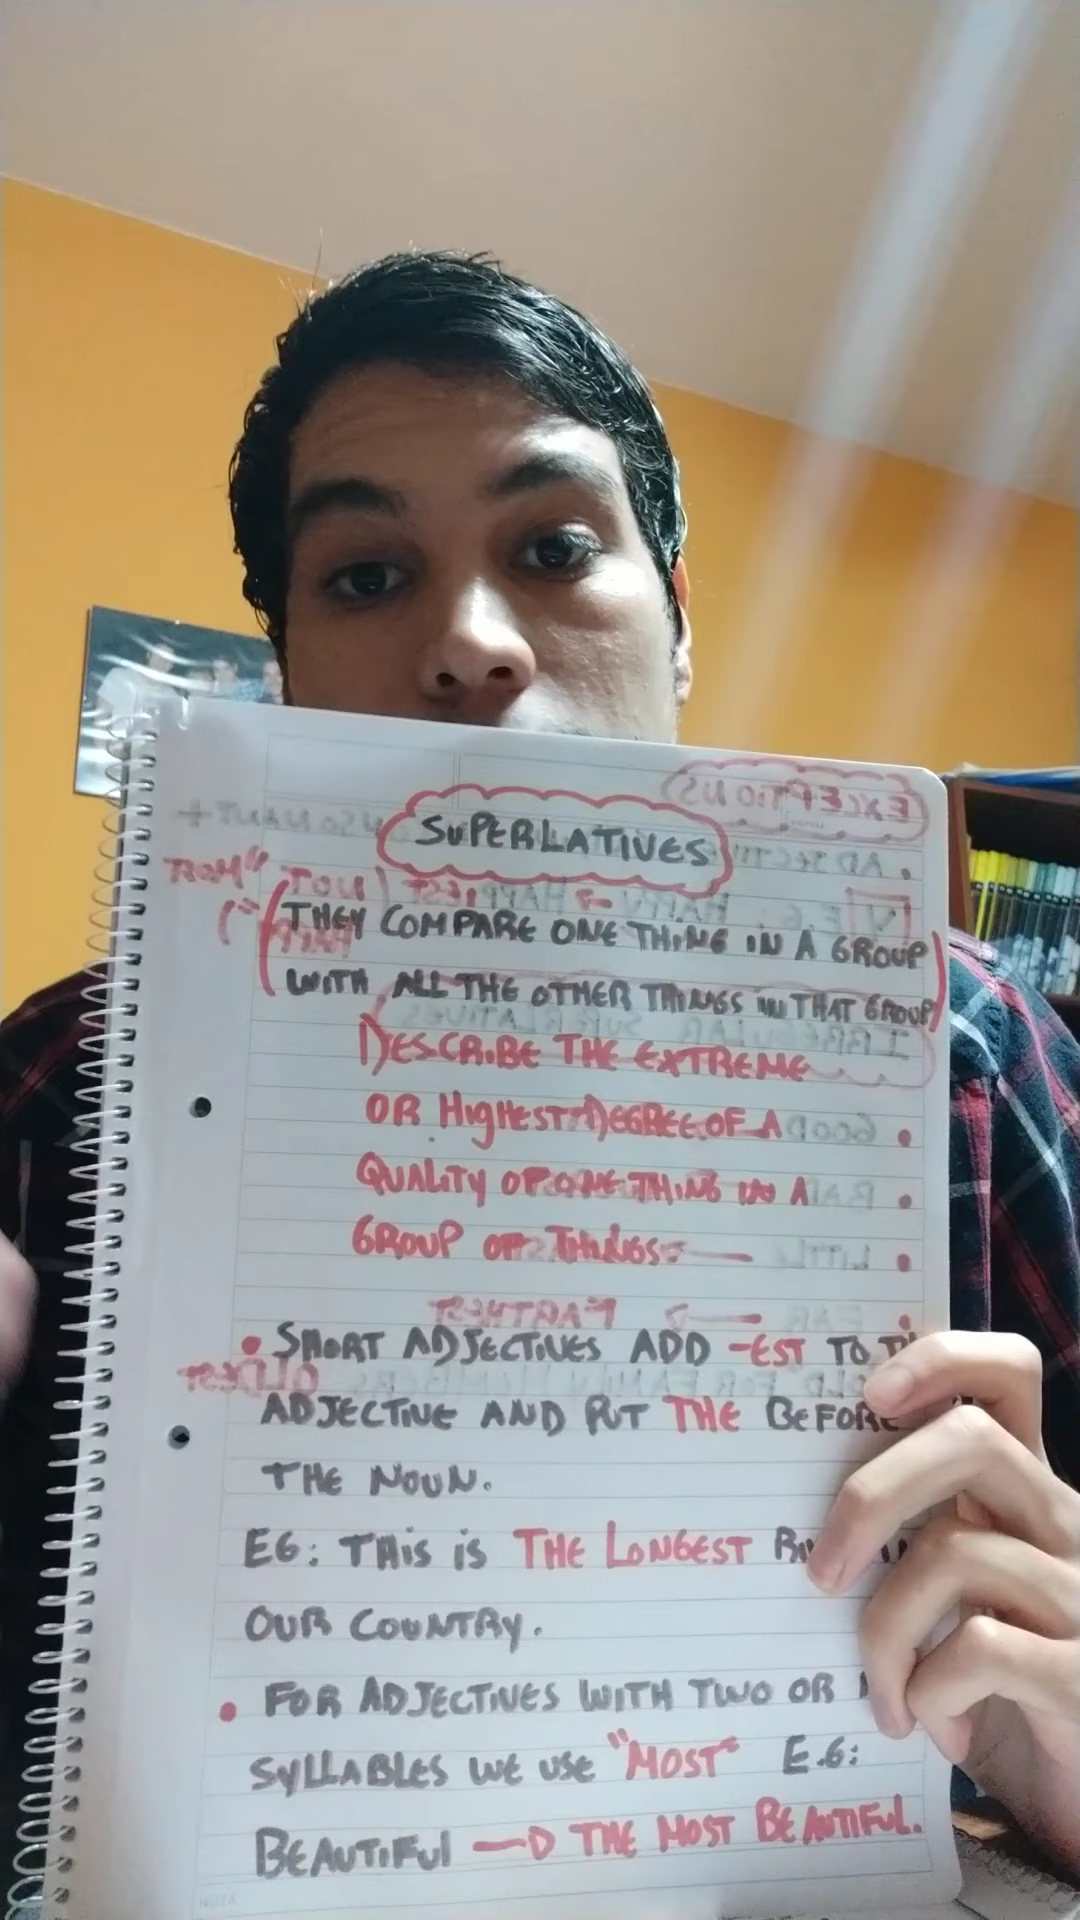 SUPERLATIVES
(THEY COMPARE ONE THING IN A GROUP
WITH ALL THE OTHER THINGS IN THAT GROUP)
DESCRIBE THE EXTREME
OR HIGHEST DEGREE OF A
QUALITY OF ONE THING IN A
GROUP OF THINGS.
• SHORT ADJECTIVES ADD -EST TO
ADJECTIVE AND PUT THE BEFORE
THE NOUN.
EG: THIS IS THE LONGEST
OUR COUNTRY.
• FOR ADJECTIVES WITH TWO OR
SYLLABLES WE USE "MOST" E.G:
BEAUTIFUL → THE MOST BEAUTIFUL.